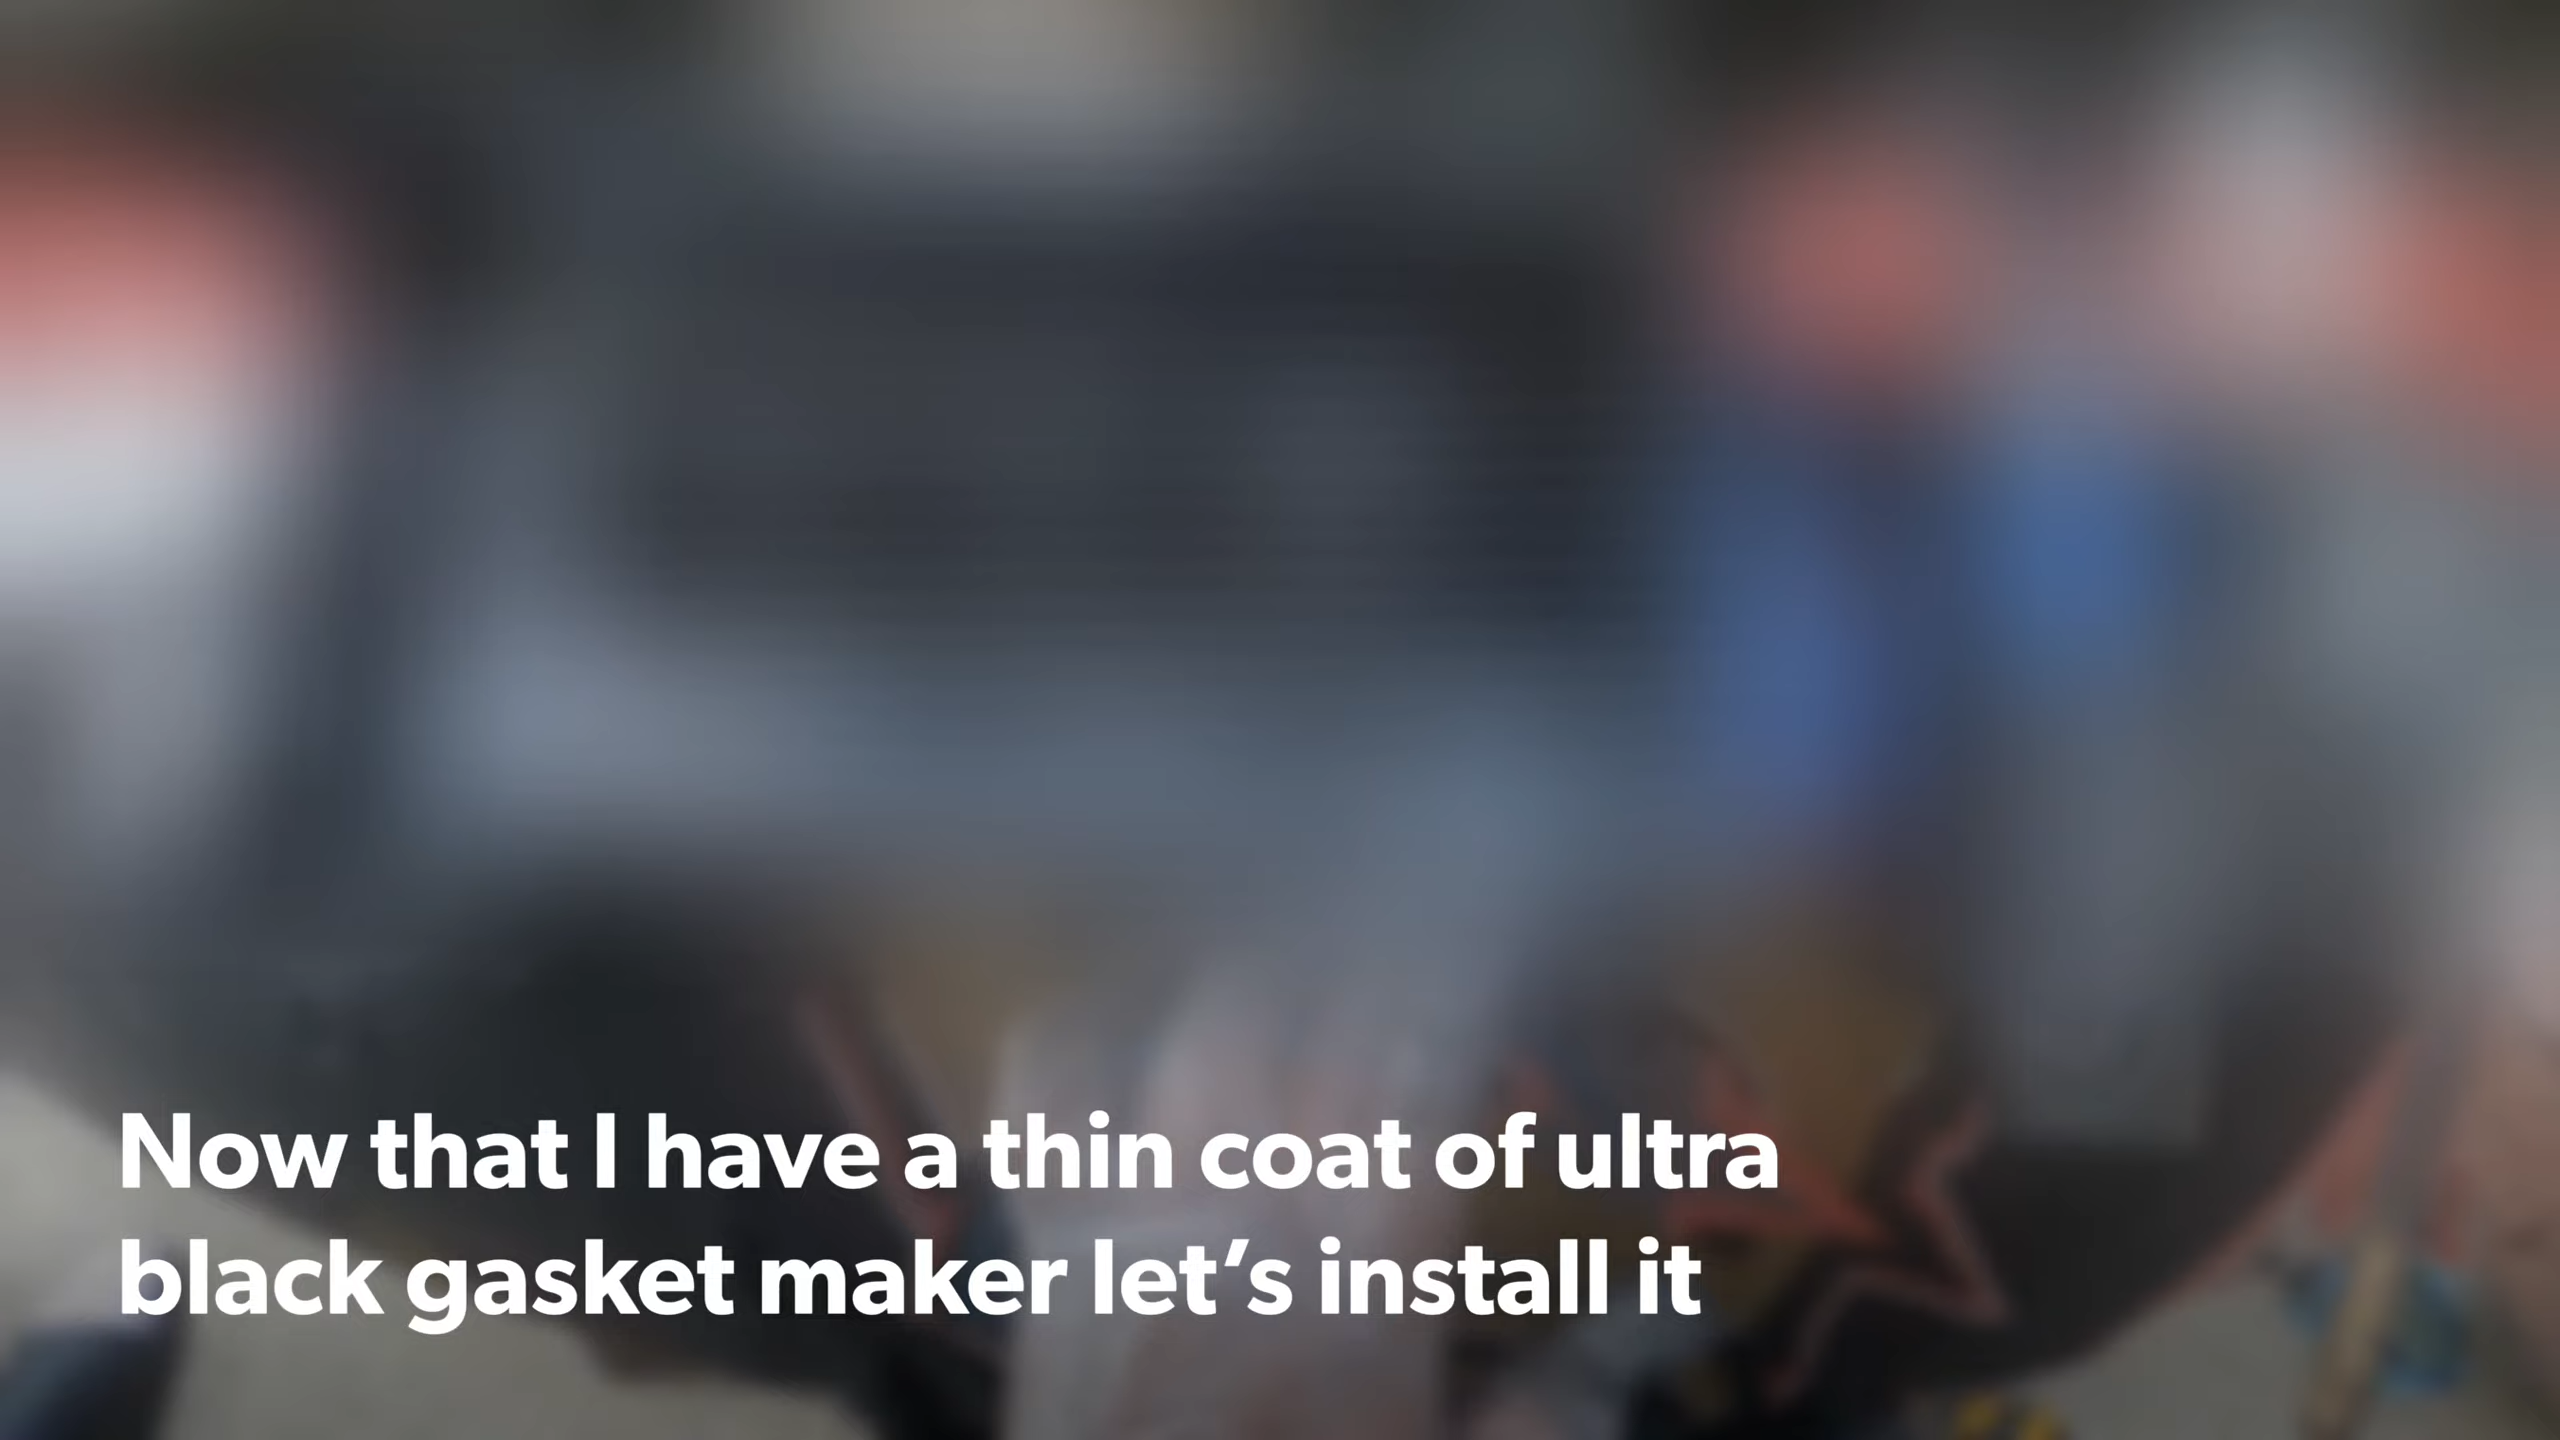 Now that I have a thin coat of ultra
black gasket maker let’s install it